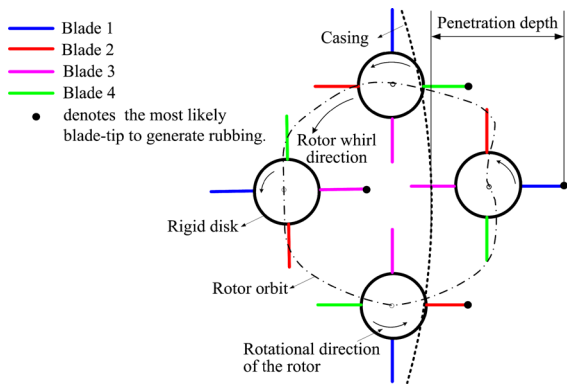 Blade 1
Blade 2
Blade 3
Blade 4
denotes the most likely
blade-tip to generate rubbing.
Casing
Penetration depth
Rotor whirl
direction
Rigid disk
Rotor orbit
Rotational direction
of the rotor